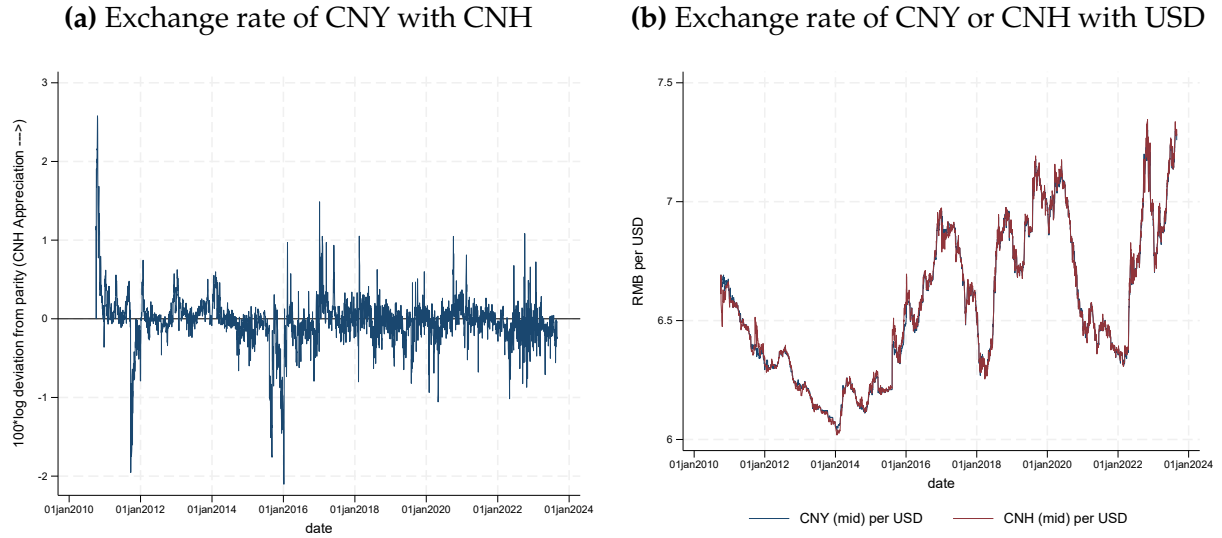 (a) Exchange rate of CNY with CNH
100*log deviation from parity (CNH Appreciation --->)
3
2
1
0
-1
-2
01jan2010 01jan2012 01jan2014 01jan2016 01jan2018 01jan2020 01jan2022 01jan2024
date
(b) Exchange rate of CNY or CNH with USD
RMB per USD
7.5
7
6.5
6
01jan2010 01jan2012 01jan2014 01jan2016 01jan2018 01jan2020 01jan2022 01jan2024
date
CNY (mid) per USD CNH (mid) per USD